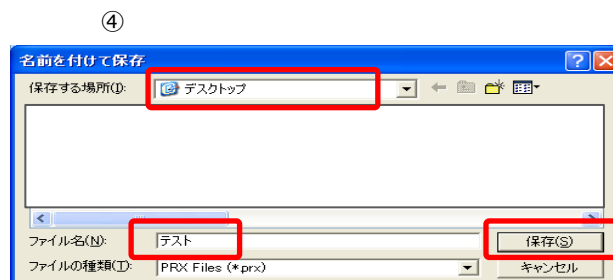 ④
名前を付けて保存
保存する場所(I): デスクトップ
ファイル名(N): テスト 保存(S)
ファイルの種類(T): PRX Files (*prx) キャンセル